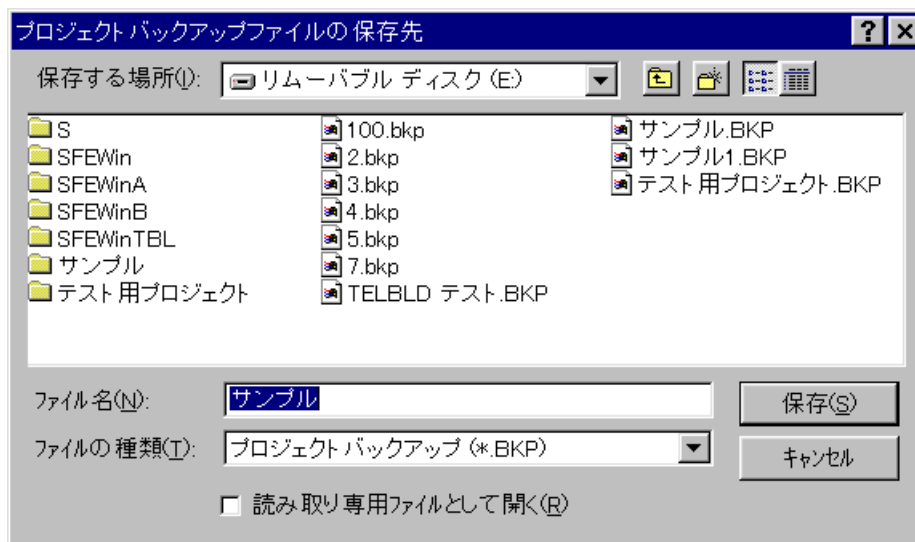 プロジェクト バックアップファイルの 保存先
保存する場所(I): リムーバブル ディスク (E:)
S
SFEWin
SFEWinA
SFEWinB
SFEWinTBL
サンプル
テスト用プロジェクト
100.bkp
2.bkp
3.bkp
4.bkp
5.bkp
7.bkp
TELBLD テスト.BKP
サンプル.BKP
サンプル1.BKP
テスト用プロジェクト.BKP
ファイル名(N): サンプル
保存(S)
ファイルの種類(T): プロジェクト バックアップ (*.BKP)
キャンセル
読み取り専用ファイルとして開く(R)